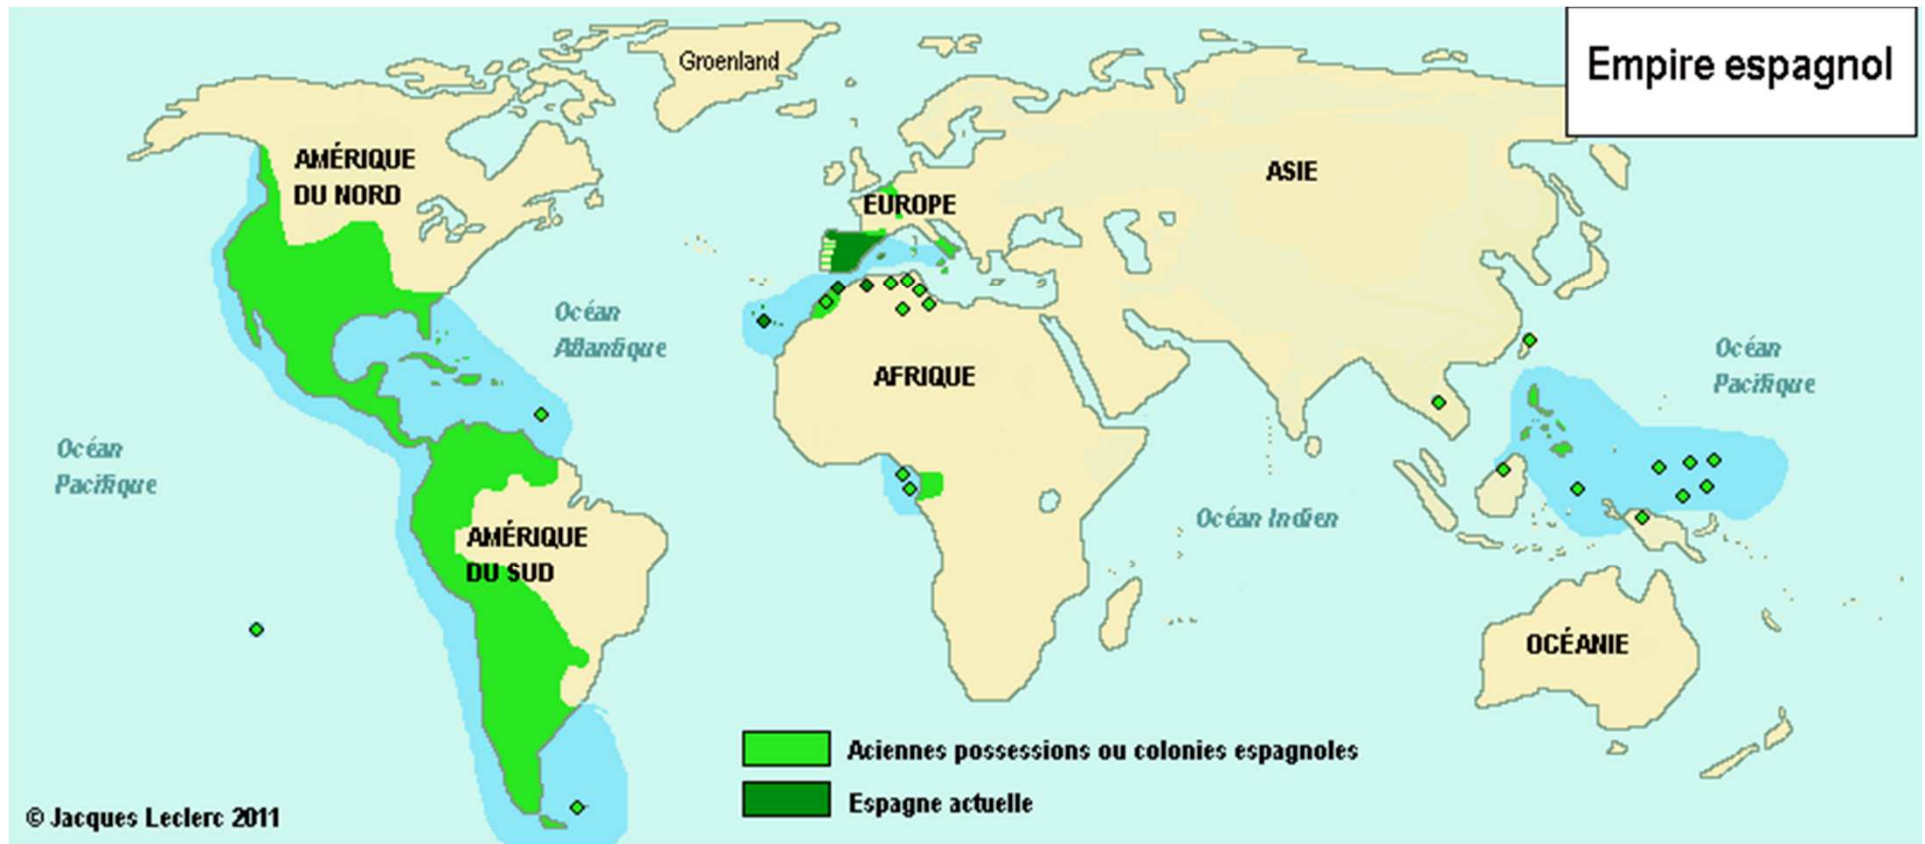 Empire espagnol
Groenland
AMÉRIQUE
DU NORD
EUROPE
ASIE
Océan
Atlantique
AFRIQUE
Océan
Pacifique
Océan
Pacifique
Océan Indien
AMÉRIQUE
DU SUD
OCÉANIE
Aciennes possessions ou colonies espagnoles
Espagne actuelle
© Jacques Leclerc 2011